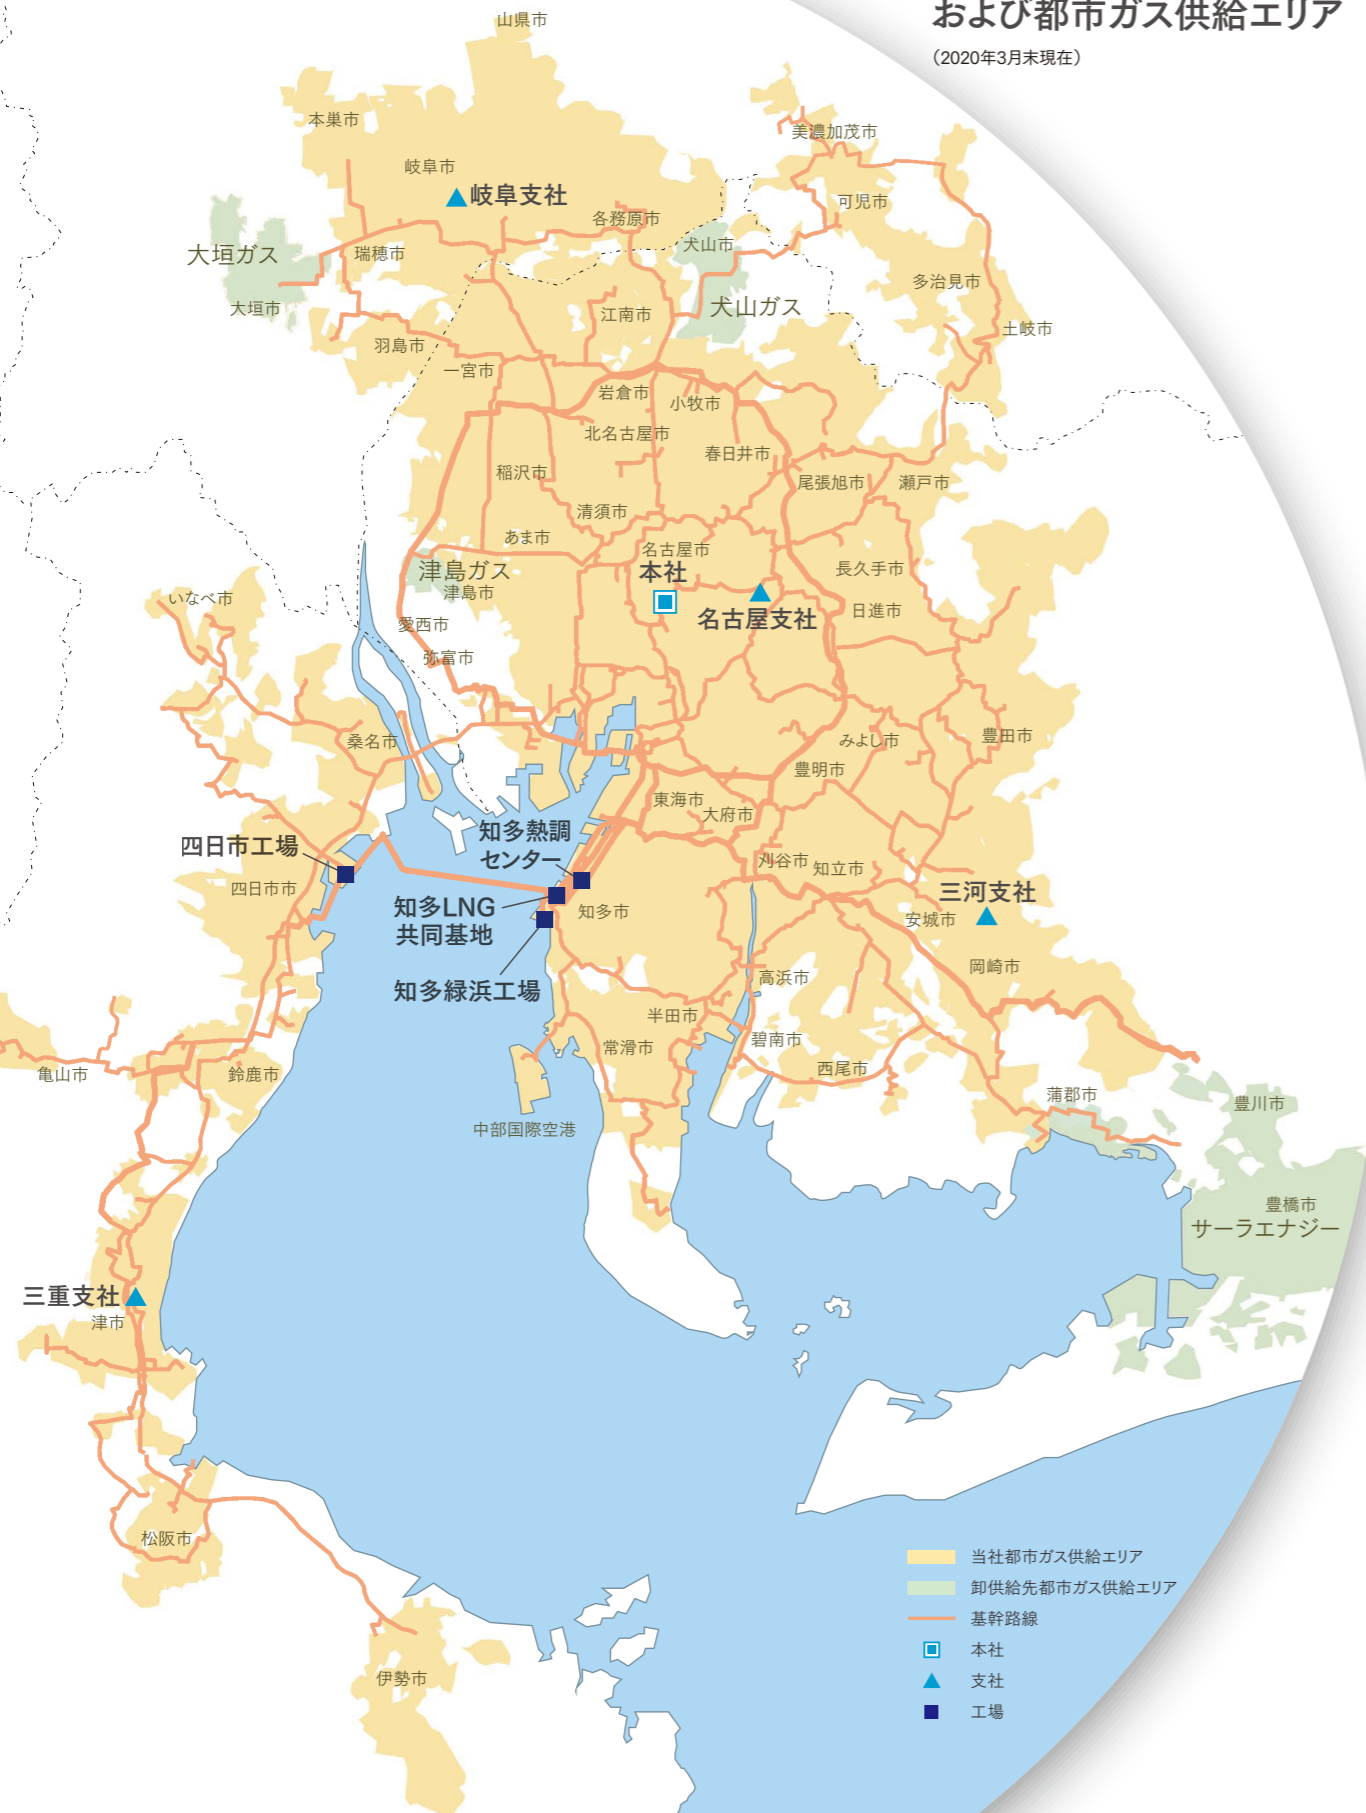 および都市ガス供給エリア
（2020年3月末現在）
山県市
本巣市
美濃加茂市
岐阜市
岐阜支社
可児市
各務原市
犬山市
大垣ガス
瑞穂市
多治見市
大垣市
犬山ガス
江南市
土岐市
羽島市
一宮市
岩倉市
小牧市
北名古屋市
春日井市
稲沢市
尾張旭市
瀬戸市
清須市
あま市
名古屋市
本社
津島ガス
津島市
長久手市
いなべ市
名古屋支社
日進市
愛西市
弥富市
桑名市
みよし市
豊田市
豊明市
東海市
大府市
知多熱調
センター
四日市工場
刈谷市
知立市
四日市市
三河支社
知多LNG
共同基地
知多市
安城市
岡崎市
高浜市
知多緑浜工場
半田市
碧南市
常滑市
西尾市
亀山市
鈴鹿市
蒲郡市
豊川市
中部国際空港
豊橋市
サーラエナジー
三重支社
津市
松阪市
伊勢市
当社都市ガス供給エリア
卸供給先都市ガス供給エリア
基幹路線
本社
支社
工場